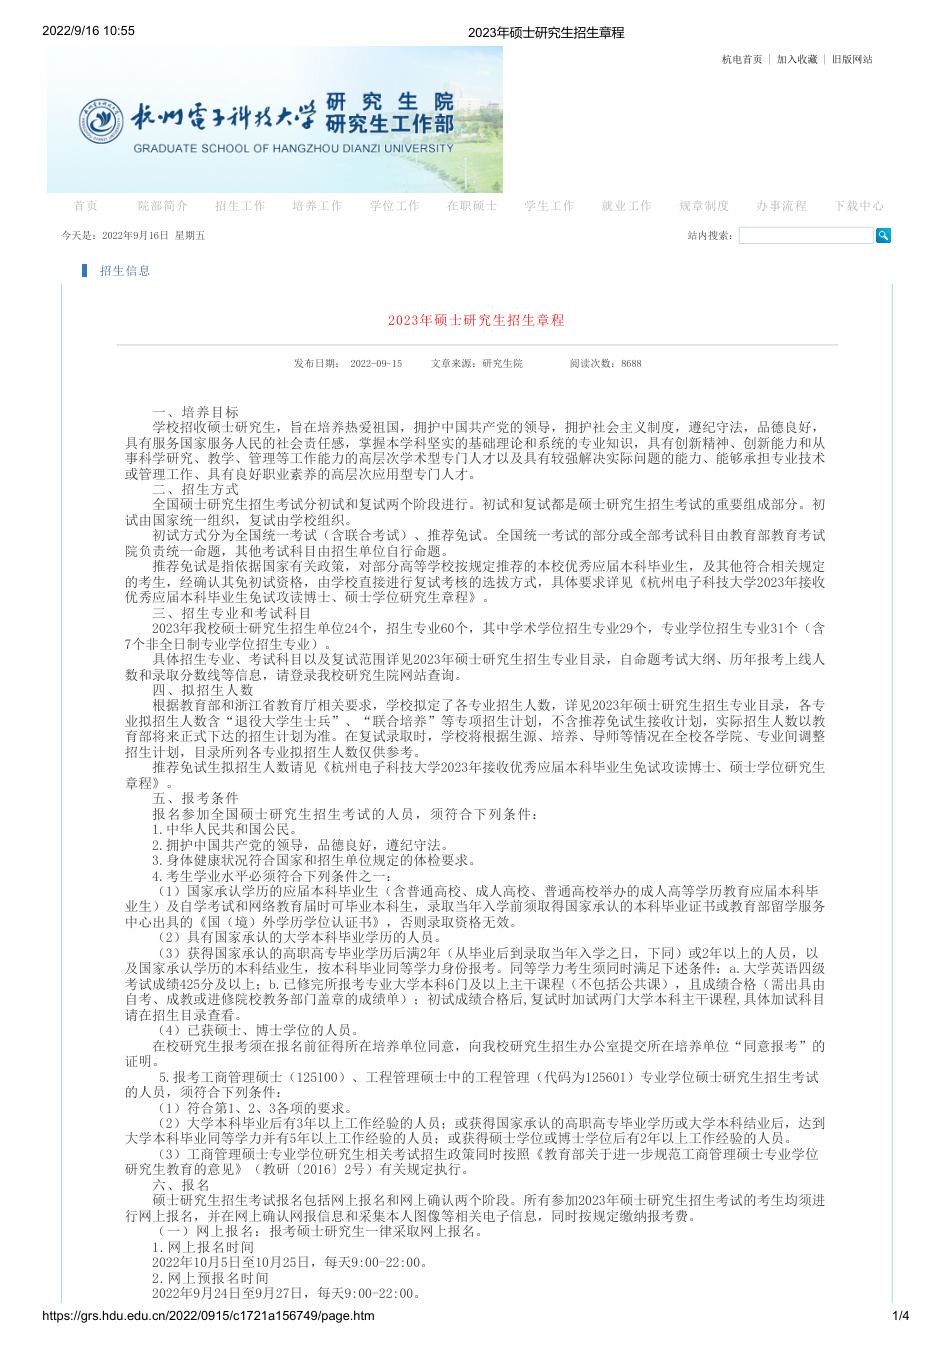 2022/9/16 10:55
2023年硕士研究生招生章程
杭电首页 | 加入收藏 | 旧版网站
杭州電子科技大学 研究生院
研究生工作部
GRADUATE SCHOOL OF HANGZHOU DIANZI UNIVERSITY
首页 院部简介 招生工作 培养工作 学位工作 在职硕士 学生工作 就业工作 规章制度 办事流程 下载中心
今天是：2022年9月16日 星期五
站内搜索：
招生信息
2023年硕士研究生招生章程
发布日期： 2022-09-15 文章来源：研究生院 阅读次数：8688
一、培养目标
学校招收硕士研究生，旨在培养热爱祖国，拥护中国共产党的领导，拥护社会主义制度，遵纪守法，品德良好，
具有服务国家服务人民的社会责任感，掌握本学科坚实的基础理论和系统的专业知识，具有创新精神、创新能力和从
事科学研究、教学、管理等工作能力的高层次学术型专门人才以及具有较强解决实际问题的能力、能够承担专业技术
或管理工作、具有良好职业素养的高层次应用型专门人才。
二、招生方式
全国硕士研究生招生考试分初试和复试两个阶段进行。初试和复试都是硕士研究生招生考试的重要组成部分。初
试由国家统一组织，复试由学校组织。
初试方式分为全国统一考试（含联合考试）、推荐免试。全国统一考试的部分或全部考试科目由教育部教育考试
院负责统一命题，其他考试科目由招生单位自行命题。
推荐免试是指依据国家有关政策，对部分高等学校按规定推荐的本校优秀应届本科毕业生，及其他符合相关规定
的考生，经确认其免初试资格，由学校直接进行复试考核的选拔方式，具体要求详见《杭州电子科技大学2023年接收
优秀应届本科毕业生免试攻读博士、硕士学位研究生章程》。
三、招生专业和考试科目
2023年我校硕士研究生招生单位24个，招生专业60个，其中学术学位招生专业29个，专业学位招生专业31个（含
7个非全日制专业学位招生专业）。
具体招生专业、考试科目以及复试范围详见2023年硕士研究生招生专业目录，自命题考试大纲、历年报考上线人
数和录取分数线等信息，请登录我校研究生院网站查询。
四、拟招生人数
根据教育部和浙江省教育厅相关要求，学校拟定了各专业招生人数，详见2023年硕士研究生招生专业目录，各专
业拟招生人数含“退役大学生士兵”、“联合培养”等专项招生计划，不含推荐免试生接收计划，实际招生人数以教
育部将来正式下达的招生计划为准。在复试录取时，学校将根据生源、培养、导师等情况在全校各学院、专业间调整
招生计划，目录所列各专业拟招生人数仅供参考。
推荐免试生拟招生人数请见《杭州电子科技大学2023年接收优秀应届本科毕业生免试攻读博士、硕士学位研究生
章程》。
五、报考条件
报名参加全国硕士研究生招生考试的人员，须符合下列条件：
1.中华人民共和国公民。
2.拥护中国共产党的领导，品德良好，遵纪守法。
3.身体健康状况符合国家和招生单位规定的体检要求。
4.考生学业水平必须符合下列条件之一：
（1）国家承认学历的应届本科毕业生（含普通高校、成人高校、普通高校举办的成人高等学历教育应届本科毕
业生）及自学考试和网络教育届时可毕业本科生，录取当年入学前须取得国家承认的本科毕业证书或教育部留学服务
中心出具的《国（境）外学历学位认证书》，否则录取资格无效。
（2）具有国家承认的大学本科毕业学历的人员。
（3）获得国家承认的高职高专毕业学历后满2年（从毕业后到录取当年入学之日，下同）或2年以上的人员，以
及国家承认学历的本科结业生，按本科毕业同等学力身份报考。同等学力考生须同时满足下述条件：a.大学英语四级
考试成绩425分及以上；b.已修完所报考专业大学本科6门及以上主干课程（不包括公共课），且成绩合格（需出具由
自考、成教或进修院校教务部门盖章的成绩单）；初试成绩合格后,复试时加试两门大学本科主干课程,具体加试科目
请在招生目录查看。
（4）已获硕士、博士学位的人员。
在校研究生报考须在报名前征得所在培养单位同意，向我校研究生招生办公室提交所在培养单位“同意报考”的
证明。
5.报考工商管理硕士（125100）、工程管理硕士中的工程管理（代码为125601）专业学位硕士研究生招生考试
的人员，须符合下列条件：
（1）符合第1、2、3各项的要求。
（2）大学本科毕业后有3年以上工作经验的人员；或获得国家承认的高职高专毕业学历或大学本科结业后，达到
大学本科毕业同等学力并有5年以上工作经验的人员；或获得硕士学位或博士学位后有2年以上工作经验的人员。
（3）工商管理硕士专业学位研究生相关考试招生政策同时按照《教育部关于进一步规范工商管理硕士专业学位
研究生教育的意见》（教研〔2016〕2号）有关规定执行。
六、报名
硕士研究生招生考试报名包括网上报名和网上确认两个阶段。所有参加2023年硕士研究生招生考试的考生均须进
行网上报名，并在网上确认网报信息和采集本人图像等相关电子信息，同时按规定缴纳报考费。
（一）网上报名：报考硕士研究生一律采取网上报名。
1.网上报名时间
2022年10月5日至10月25日，每天9:00-22:00。
2.网上预报名时间
2022年9月24日至9月27日，每天9:00-22:00。
https://grs.hdu.edu.cn/2022/0915/c1721a156749/page.htm
1/4